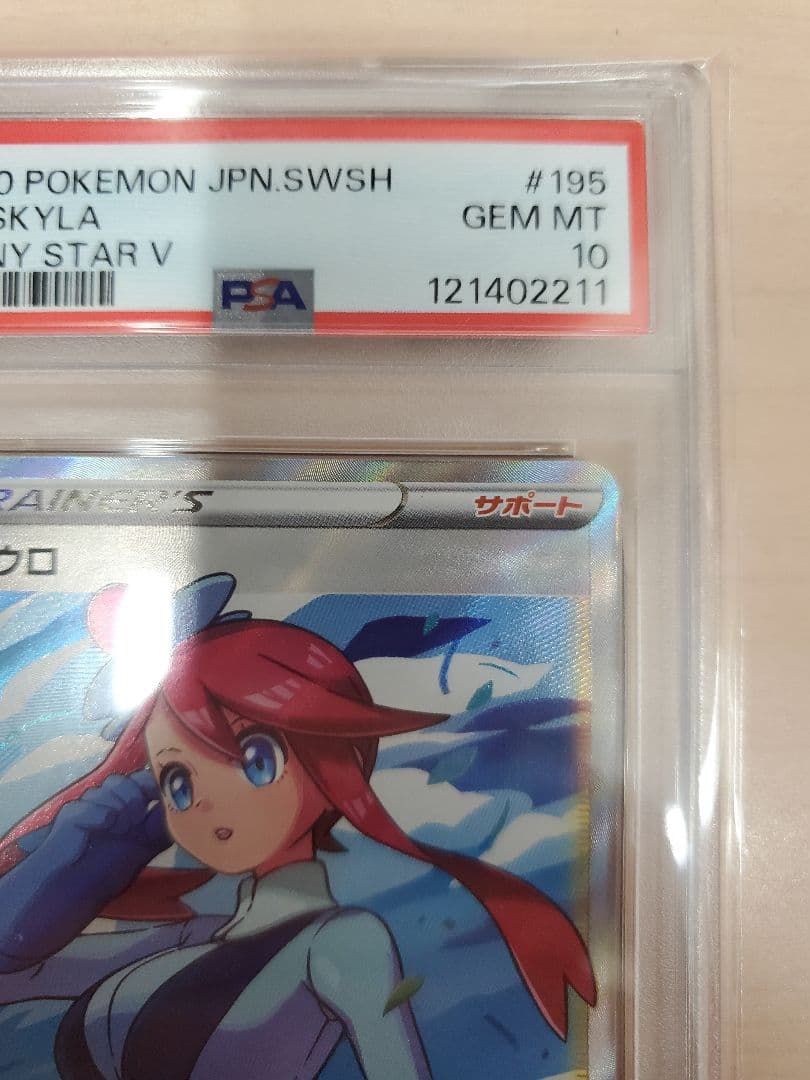 0 POKEMON JPN.SWSH #195
SKYLA GEM MT
NY STAR V 10
PSA 121402211
RAINER'S サポート
ウロ